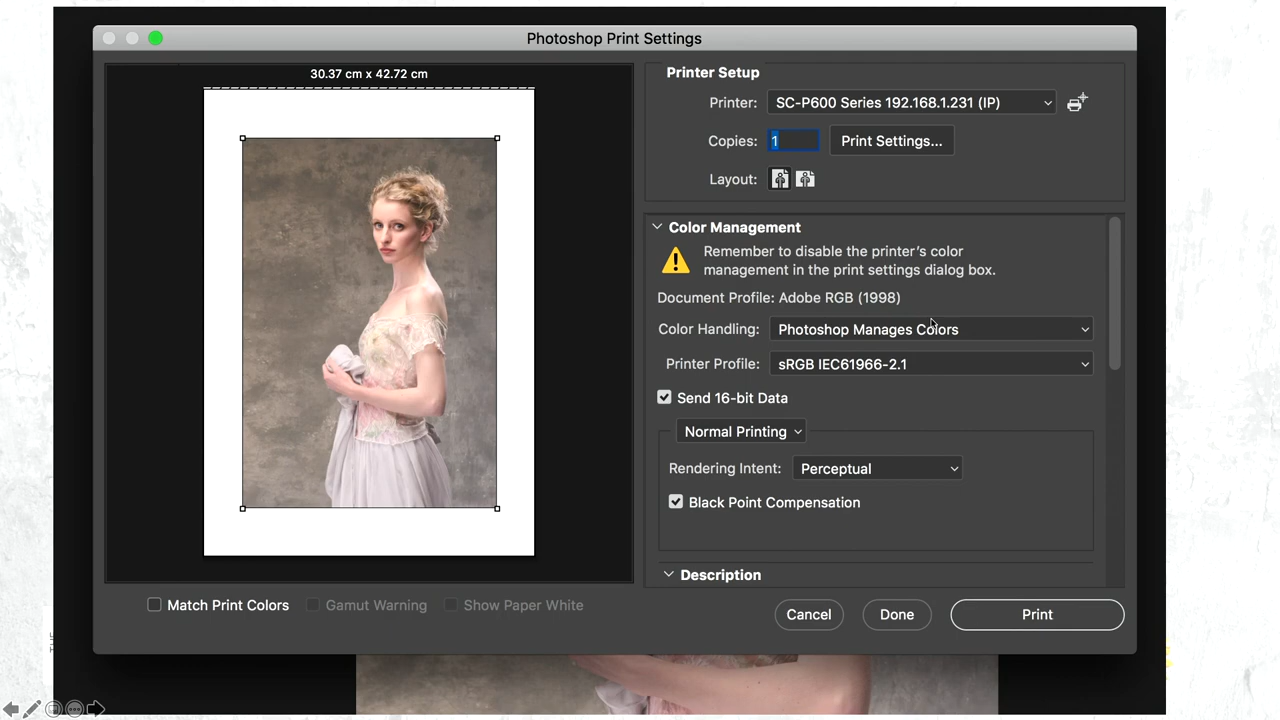 Photoshop Print Settings
30.37 cm x 42.72 cm
Printer Setup
Printer: SC-P600 Series 192.168.1.231 (IP)
Copies: 1 Print Settings...
Layout:
Color Management
Remember to disable the printer's color
management in the print settings dialog box.
Document Profile: Adobe RGB (1998)
Color Handling: Photoshop Manages Colors
Printer Profile: sRGB IEC61966-2.1
Send 16-bit Data
Normal Printing
Rendering Intent: Perceptual
Black Point Compensation
Description
Match Print Colors Gamut Warning Show Paper White
Cancel Done Print
THE